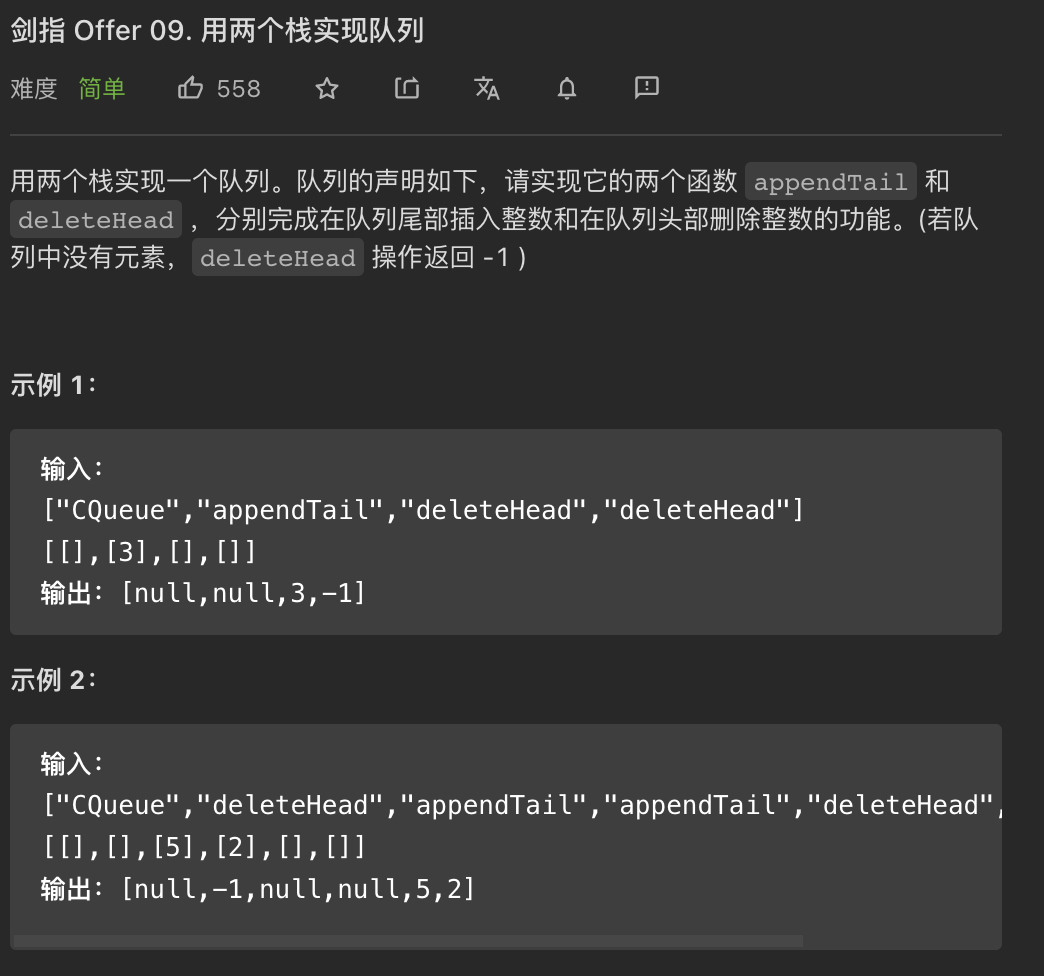 剑指 Offer 09. 用两个栈实现队列
难度 简单 558
用两个栈实现一个队列。队列的声明如下，请实现它的两个函数 appendTail 和
deleteHead ，分别完成在队列尾部插入整数和在队列头部删除整数的功能。(若队
列中没有元素，deleteHead 操作返回 -1 )
示例 1：
输入：
["CQueue","appendTail","deleteHead","deleteHead"]
[[],[3],[],[]]
输出：[null,null,3,-1]
示例 2：
输入：
["CQueue","deleteHead","appendTail","appendTail","deleteHead",
[[],[],[5],[2],[],[]]
输出：[null,-1,null,null,5,2]